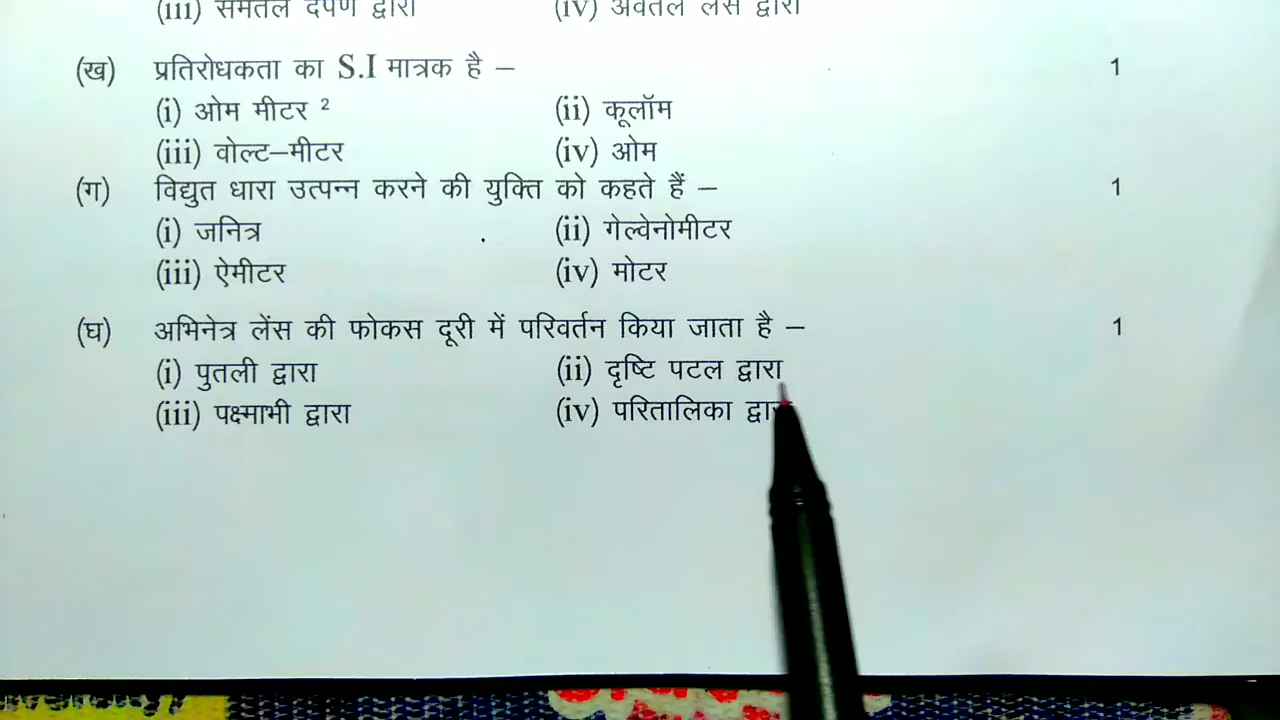 (iii) समतल दर्पण द्वारा (iv) अवतल लेंस द्वारा
(ख) प्रतिरोधकता का S.I मात्रक है – 1
(i) ओम मीटर ² (ii) कूलॉम
(iii) वोल्ट–मीटर (iv) ओम
(ग) विद्युत धारा उत्पन्न करने की युक्ति को कहते हैं – 1
(i) जनित्र (ii) गेल्वेनोमीटर
(iii) ऐमीटर (iv) मोटर
(घ) अभिनेत्र लेंस की फोकस दूरी में परिवर्तन किया जाता है – 1
(i) पुतली द्वारा (ii) दृष्टि पटल द्वारा
(iii) पक्ष्माभी द्वारा (iv) परितालिका द्वारा